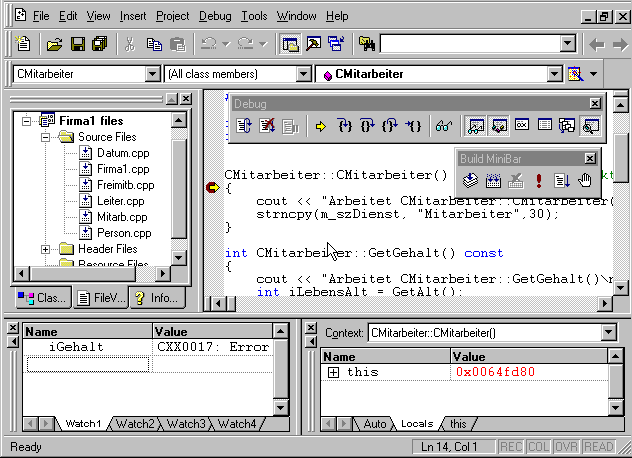 File Edit View Insert Project Debug Tools Window Help
CMitarbeiter (All class members) CMitarbeiter
Firma1 files
Source Files
Datum.cpp
Firma1.cpp
Freimitb.cpp
Leiter.cpp
Mitarb.cpp
Person.cpp
Header Files
Resource Files
Clas... FileV... Info...
Debug
Build MiniBar
CMitarbeiter::CMitarbeiter()
{
cout << "Arbeitet CMitarbeiter::CMitarbeiter(
strncpy(m_szDienst, "Mitarbeiter",30);
}
int CMitarbeiter::GetGehalt() const
{
cout << "Arbeitet CMitarbeiter::GetGehalt()\n
int iLebensAlt = GetAlt();
Name Value
iGehalt CXX0017: Error
Watch1 Watch2 Watch3 Watch4
Context: CMitarbeiter::CMitarbeiter()
Name Value
this 0x0064fd80
Auto Locals this
Ready
Ln 14, Col 1 REC COL OVR READ